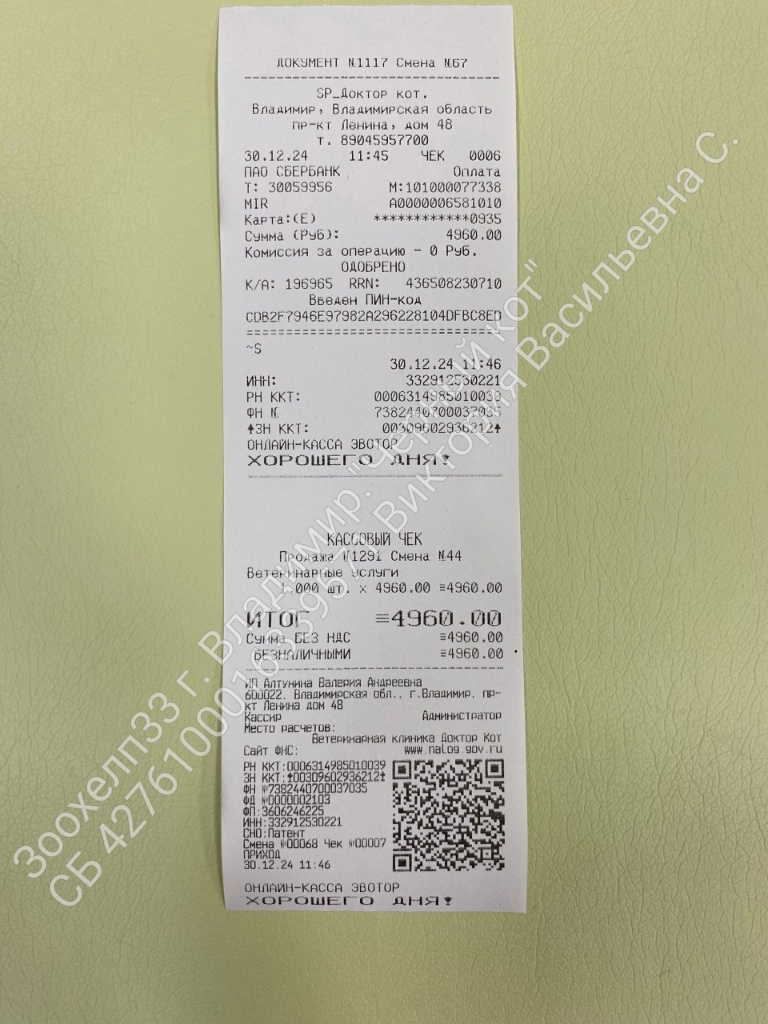 ДОКУМЕНТ №1117 Смена №67
SP_Доктор кот.
Владимир, Владимирская область
пр-кт Ленина, дом 48
т. 89045957700
30.12.24 11:45 ЧЕК 0006
ПАО СБЕРБАНК Оплата
Т: 30059956 М:101000077338
MIR A0000006581010
Карта:(E) ************0935
Сумма (Руб): 4960.00
Комиссия за операцию - 0 Руб.
ОДОБРЕНО
К/А: 196965 RRN: 436508230710
Введен ПИН-код
CDB2F7946E97982A296228104DFBC8ED
================================
~S
30.12.24 11:46
ИНН: 332912530221
РН ККТ: 0006314985010039
ФН № 7382440700037035
↟ЗН ККТ: 00309602936212↟
ОНЛАЙН-КАССА ЭВОТОР
ХОРОШЕГО ДНЯ!
КАССОВЫЙ ЧЕК
Продажа №1291 Смена №44
Ветеринарные услуги
1.000 шт. x 4960.00 ≡4960.00
ИТОГ ≡4960.00
Сумма БЕЗ НДС ≡4960.00
БЕЗНАЛИЧНЫМИ ≡4960.00
ИП Алтунина Валерия Андреевна
600022, Владимирская обл., г.Владимир, пр-
кт Ленина дом 48
Кассир Администратор
Место расчетов:
Ветеринарная клиника Доктор Кот
Сайт ФНС: www.nalog.gov.ru
РН ККТ:0006314985010039
ЗН ККТ:↟00309602936212↟
ФН №7382440700037035
ФД №0000002103
ФП:3606246225
ИНН:332912530221
СНО:Патент
Смена №00068 Чек №00007
ПРИХОД
30.12.24 11:46
ОНЛАЙН-КАССА ЭВОТОР
ХОРОШЕГО ДНЯ!
Зоохелп33 г. Владимир. "Черный кот"
СБ 4276100016915957 Виктория Васильевна С.